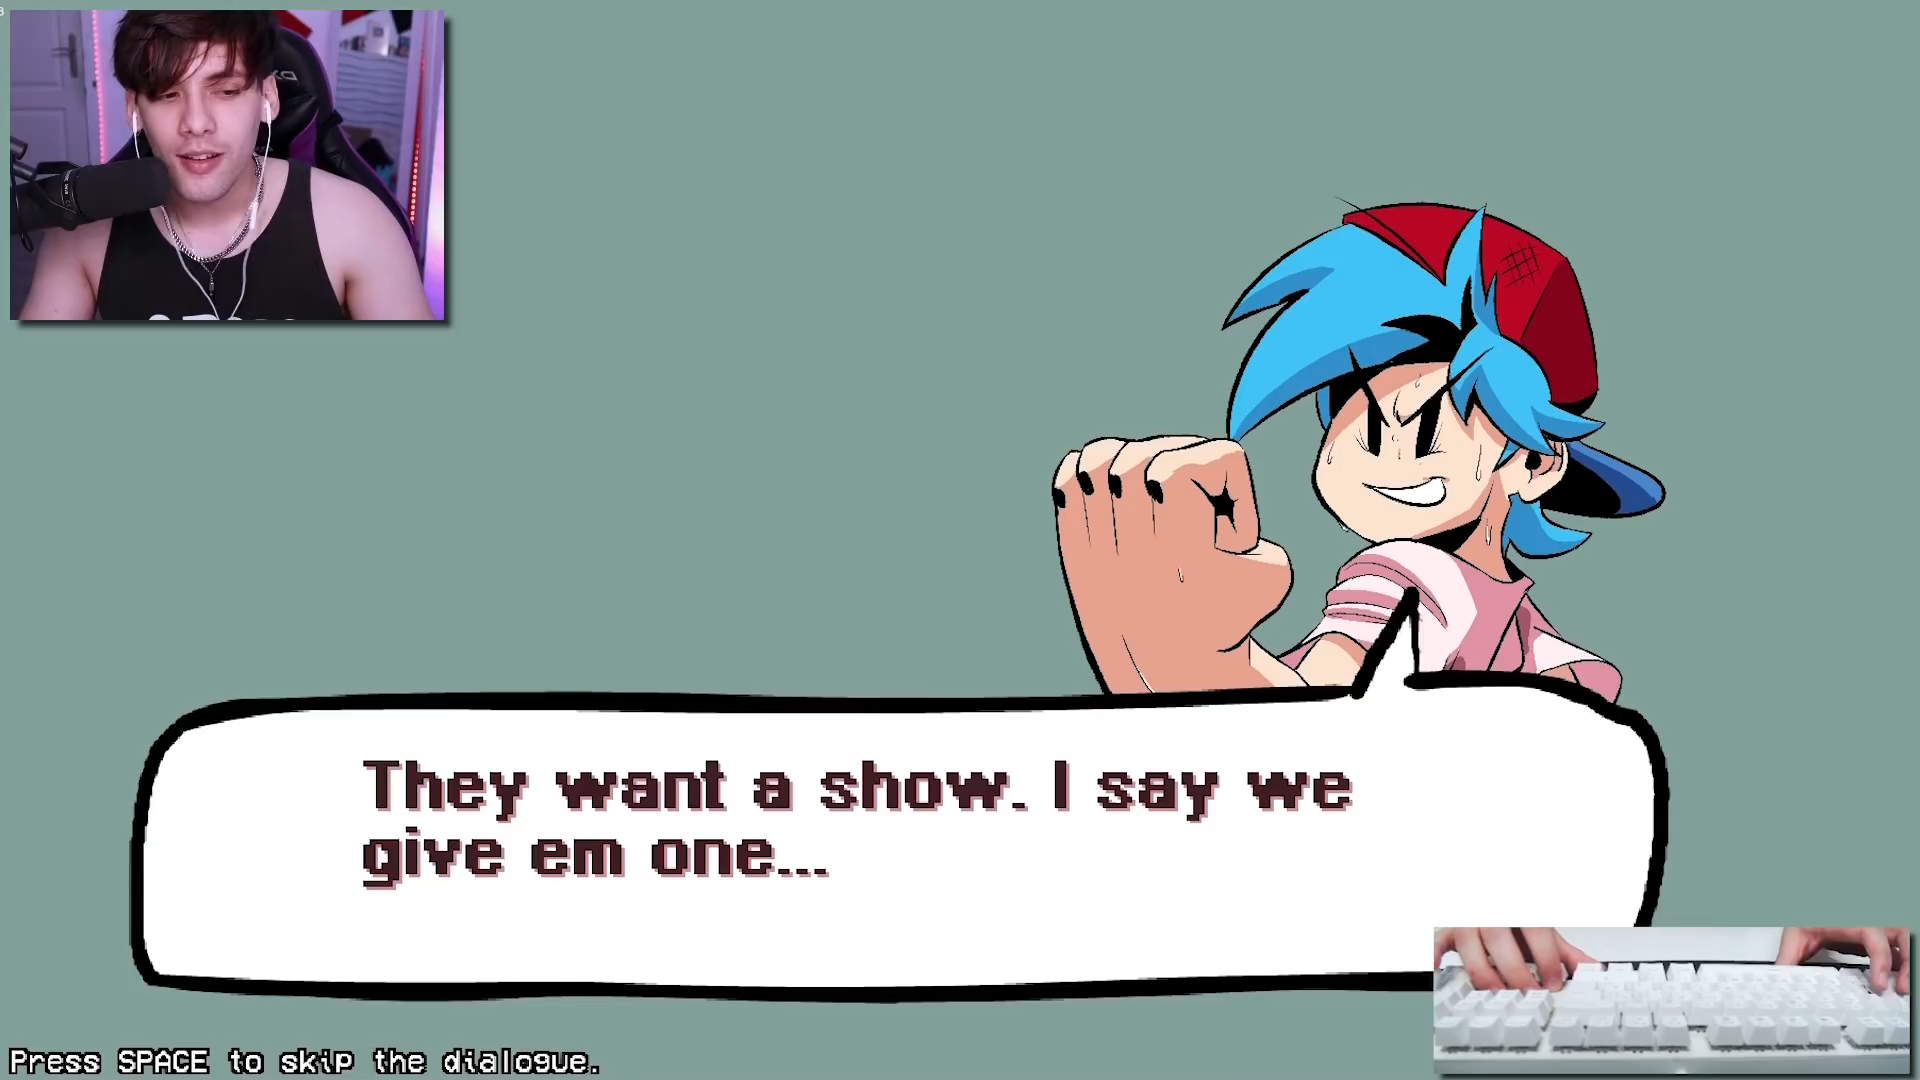 They want a show. I say we
give em one...
Press SPACE to skip the dialogue.